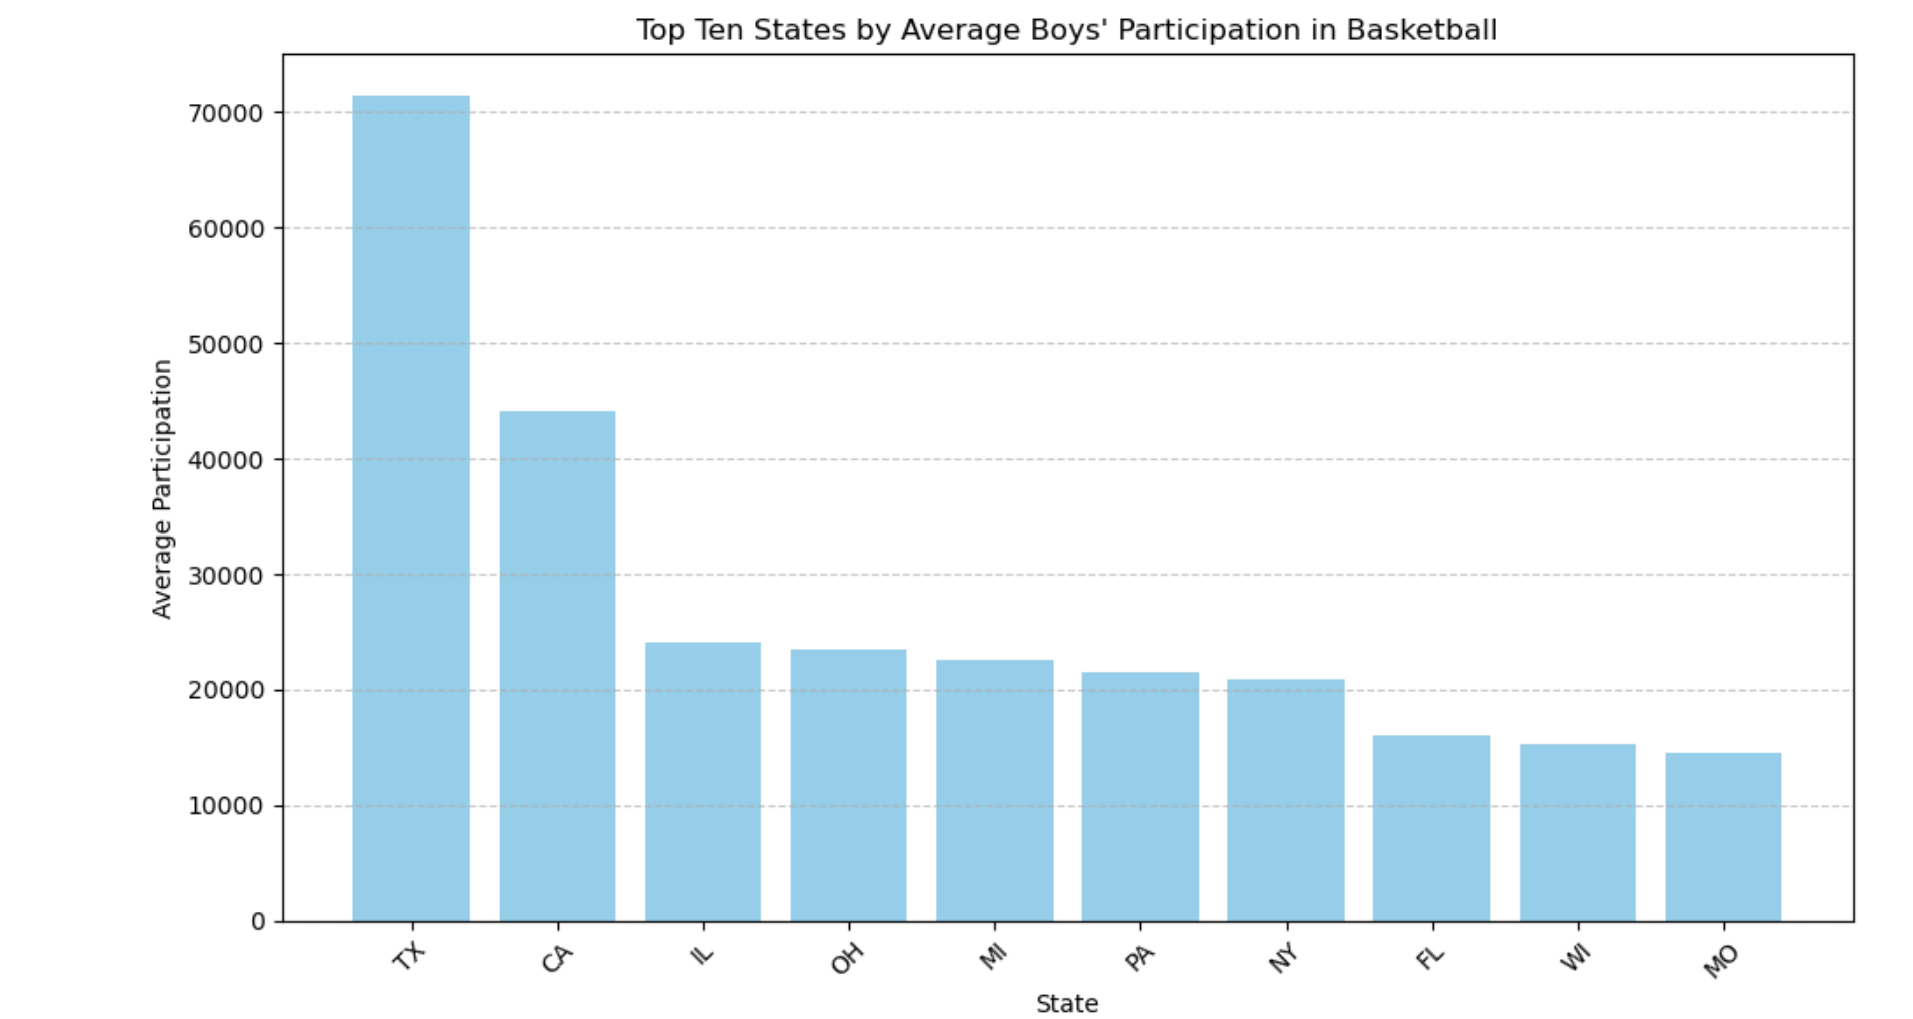 Top Ten States by Average Boys' Participation in Basketball
70000
60000
50000
40000
30000
20000
10000
0
Average Participation
TX CA IL OH MI PA NY FL WI MO
State